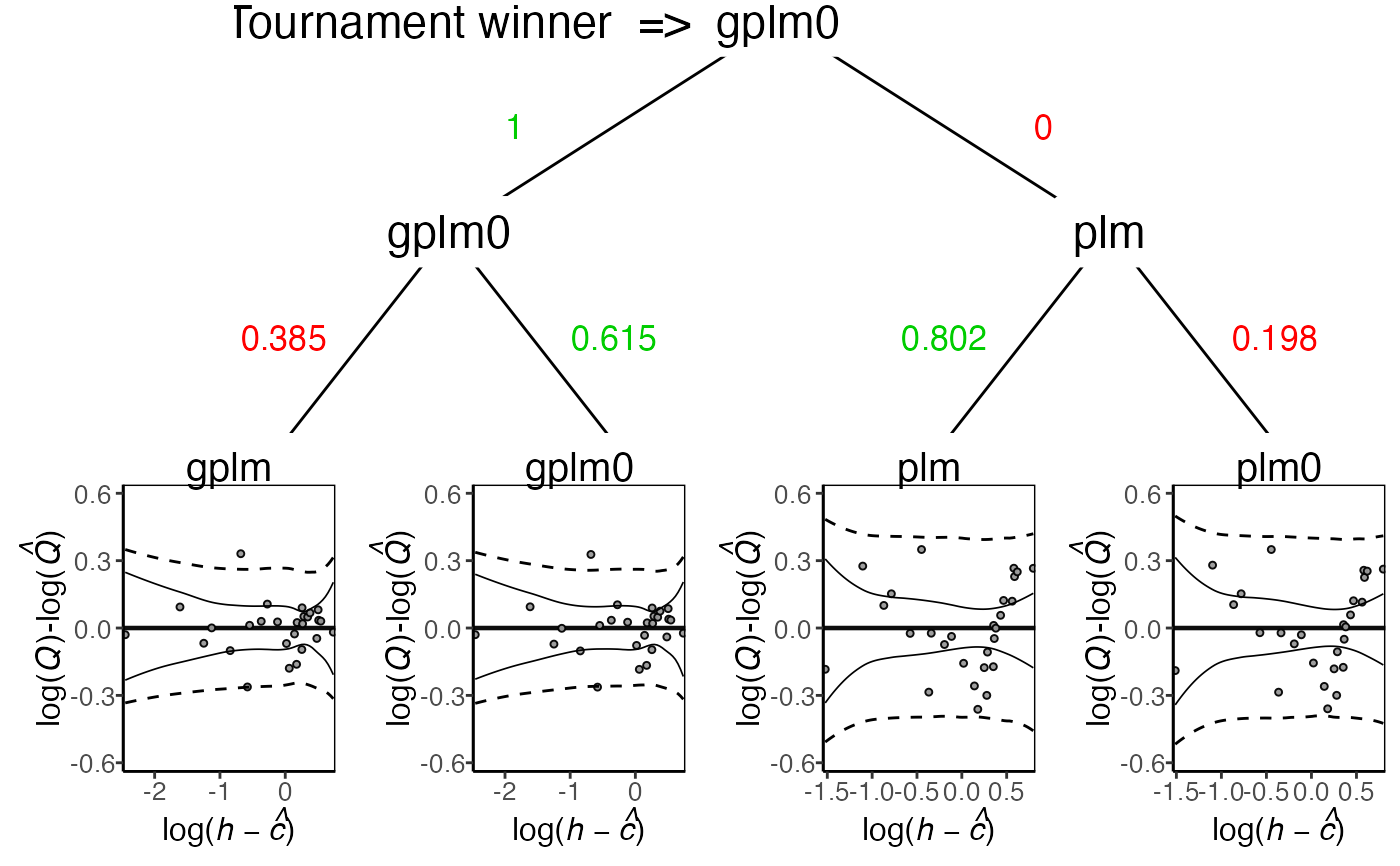 Tournament winner => gplm0
1 0
gplm0 plm
0.385 0.615 0.802 0.198
gplm gplm0 plm plm0
0.6 0.6 0.6 0.6
0.3 0.3 0.3 0.3
0.0 0.0 0.0 0.0
-0.3 -0.3 -0.3 -0.3
-0.6 -0.6 -0.6 -0.6
log(Q)-log(Q̂) log(Q)-log(Q̂) log(Q)-log(Q̂) log(Q)-log(Q̂)
-2 -1 0 -2 -1 0 -1.5 -1.0 -0.5 0.0 0.5 -1.5 -1.0 -0.5 0.0 0.5
log(h − ĉ) log(h − ĉ) log(h − ĉ) log(h − ĉ)